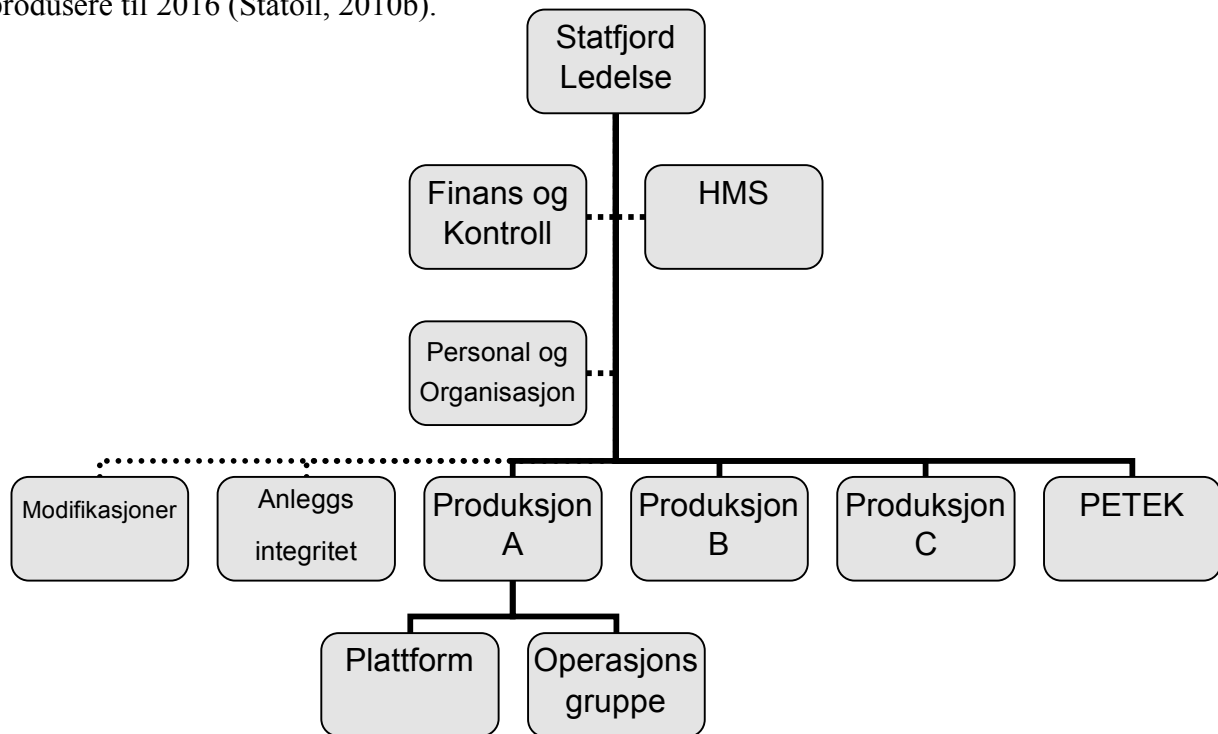 produsere til 2016 (Statoil, 2010b).
Statfjord
Ledelse
Finans og
Kontroll
HMS
Personal og
Organisasjon
Modifikasjoner
Anleggs
integritet
Produksjon
A
Produksjon
B
Produksjon
C
PETEK
Plattform
Operasjons
gruppe